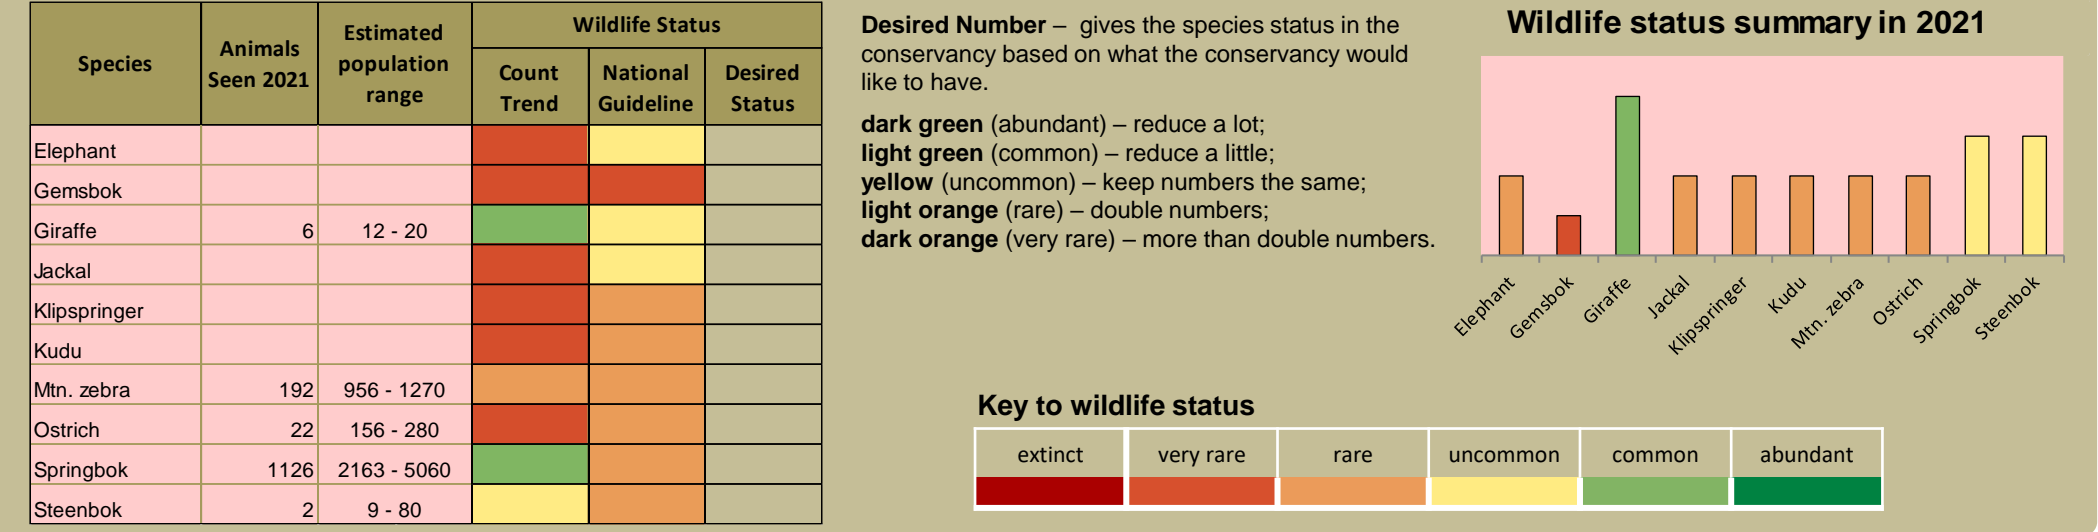 Species
Animals
Seen 2021
Estimated
population
range
Wildlife Status
Count
Trend
National
Guideline
Desired
Status
Elephant
Gemsbok
Giraffe 6 12 - 20
Jackal
Klipspringer
Kudu
Mtn. zebra 192 956 - 1270
Ostrich 22 156 - 280
Springbok 1126 2163 - 5060
Steenbok 2 9 - 80
Desired Number – gives the species status in the
conservancy based on what the conservancy would
like to have.
dark green (abundant) – reduce a lot;
light green (common) – reduce a little;
yellow (uncommon) – keep numbers the same;
light orange (rare) – double numbers;
dark orange (very rare) – more than double numbers.
Wildlife status summary in 2021
Elephant
Gemsbok
Giraffe
Jackal
Klipspringer
Kudu
Mtn. zebra
Ostrich
Springbok
Steenbok
Key to wildlife status
extinct very rare rare uncommon common abundant